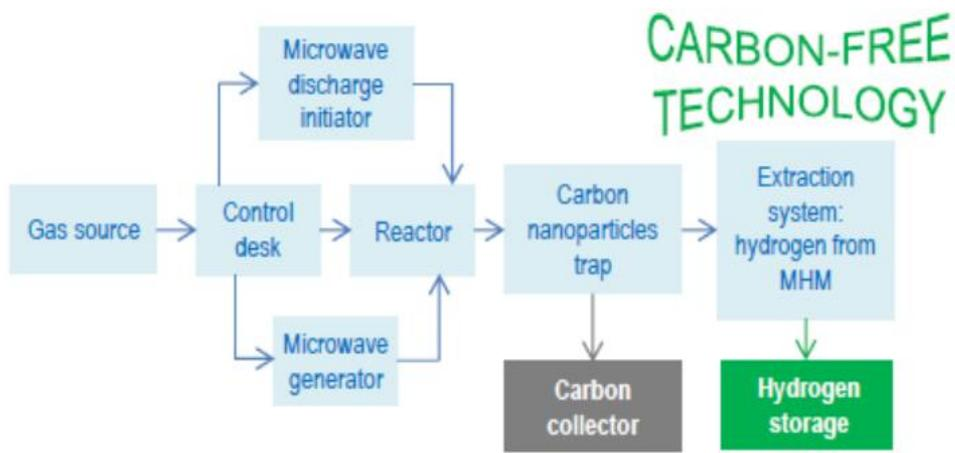 CARBON-FREE
TECHNOLOGY
Microwave
discharge
initiator
Gas source
Control
desk
Reactor
Carbon
nanoparticles
trap
Extraction
system:
hydrogen from
MHM
Microwave
generator
Carbon
collector
Hydrogen
storage